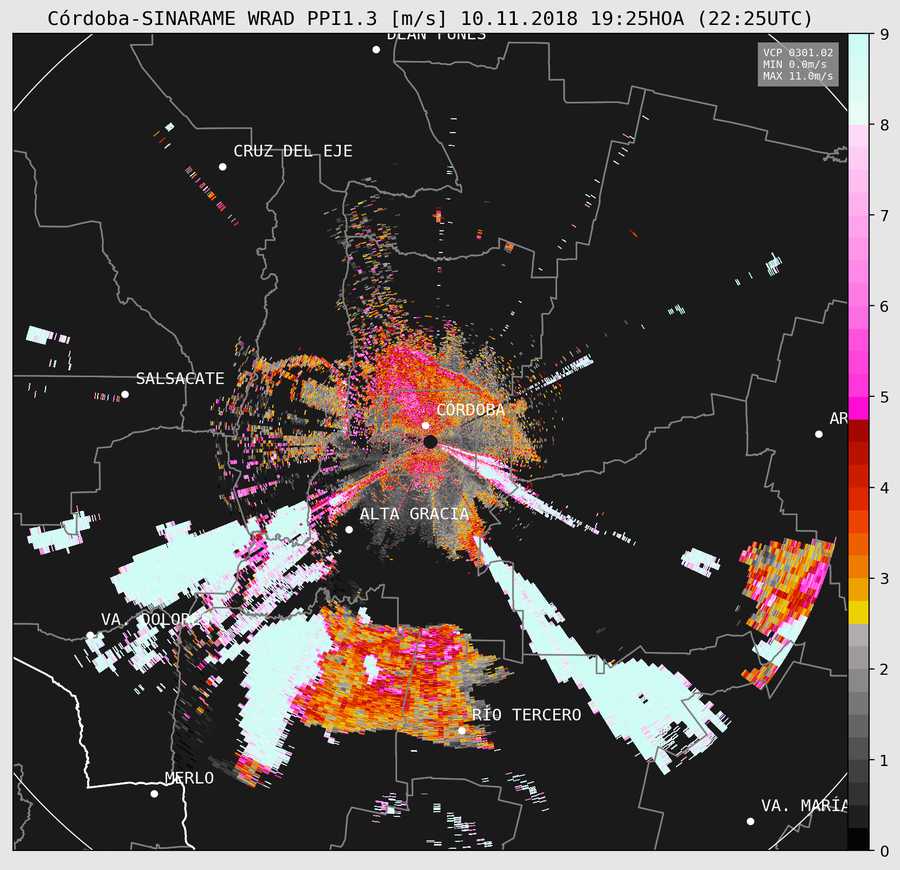 Córdoba-SINARAME WRAD PPI1.3 [m/s] 10.11.2018 19:25HOA (22:25UTC)
DEAN FUNES
VCP 0301.02
MIN 0.0m/s
MAX 11.0m/s
9
8
CRUZ DEL EJE
7
6
SALSACATE
5
CÓRDOBA
AR
4
ALTA GRACIA
3
VA. DOLORES
2
RÍO TERCERO
1
MERLO
VA. MARÍA
0